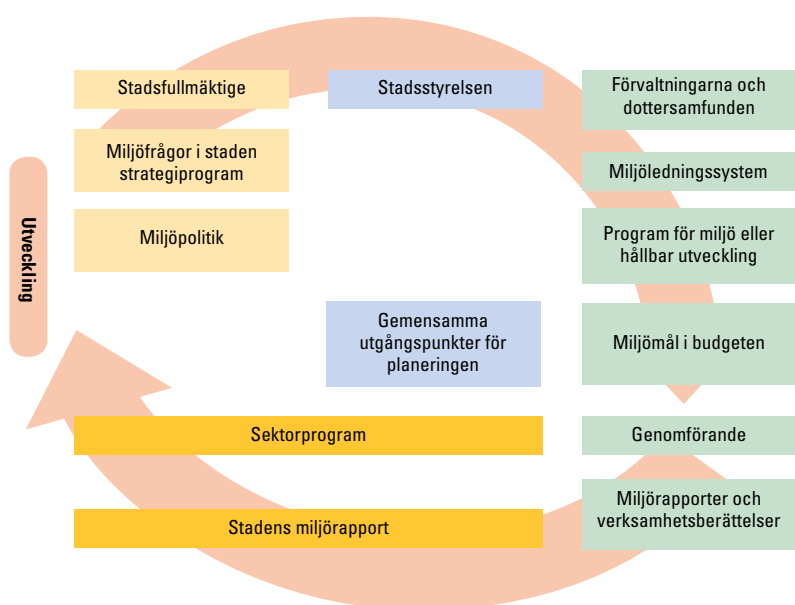 Stadsfullmäktige
Stadsstyrelsen
Förvaltningarna och
dottersamfunden
Miljöfrågor i staden
strategiprogram
Miljöledningssystem
Utveckling
Miljöpolitik
Program för miljö eller
hållbar utveckling
Gemensamma
utgångspunkter för
planeringen
Miljömål i budgeten
Sektorprogram
Genomförande
Stadens miljörapport
Miljörapporter och
verksamhetsberättelser